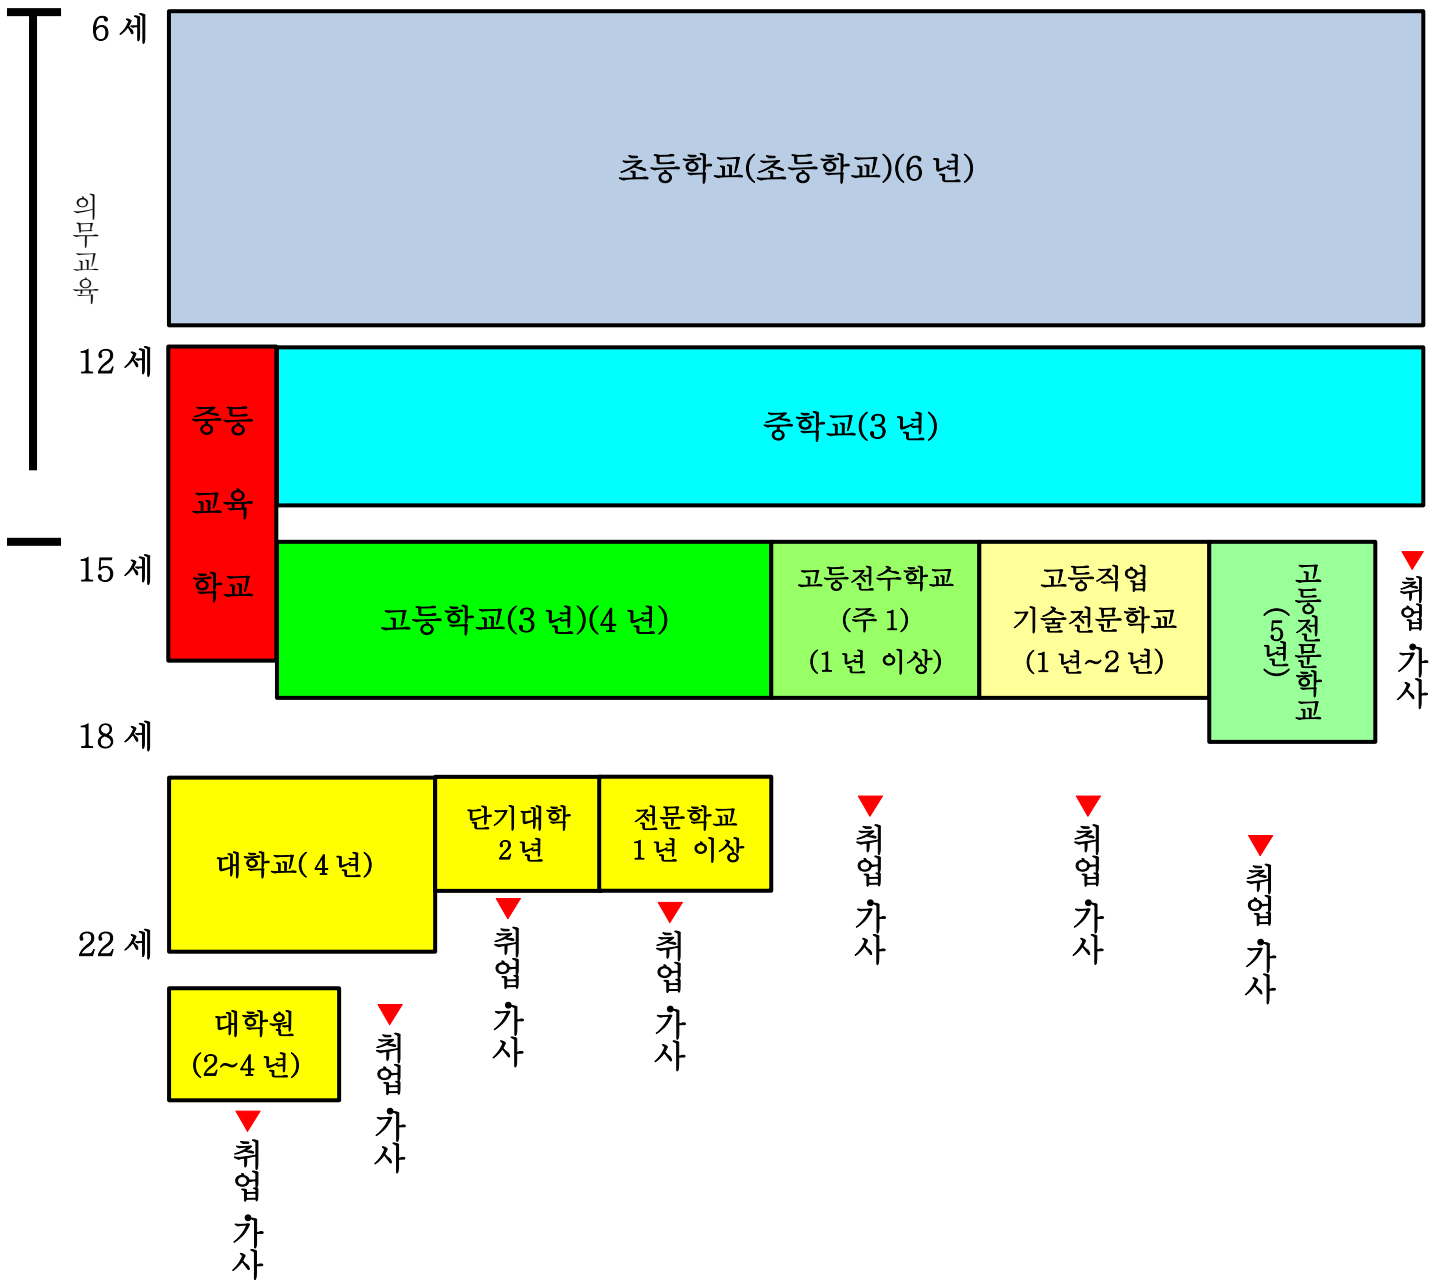 6 세
초등학교(초등학교)(6 년)
의무교육
12 세
중등
교육
학교
중학교(3 년)
15 세
고등학교(3 년)(4 년)
고등전수학교
(주 1)
(1 년 이상)
고등직업
기술전문학교
(1 년~2 년)
고등전문학교
(5년)
취업·가사
18 세
대학교( 4 년)
단기대학
2 년
전문학교
1 년 이상
취업·가사
취업·가사
취업·가사
취업·가사
취업·가사
22 세
대학원
(2~4 년)
취업·가사
취업·가사